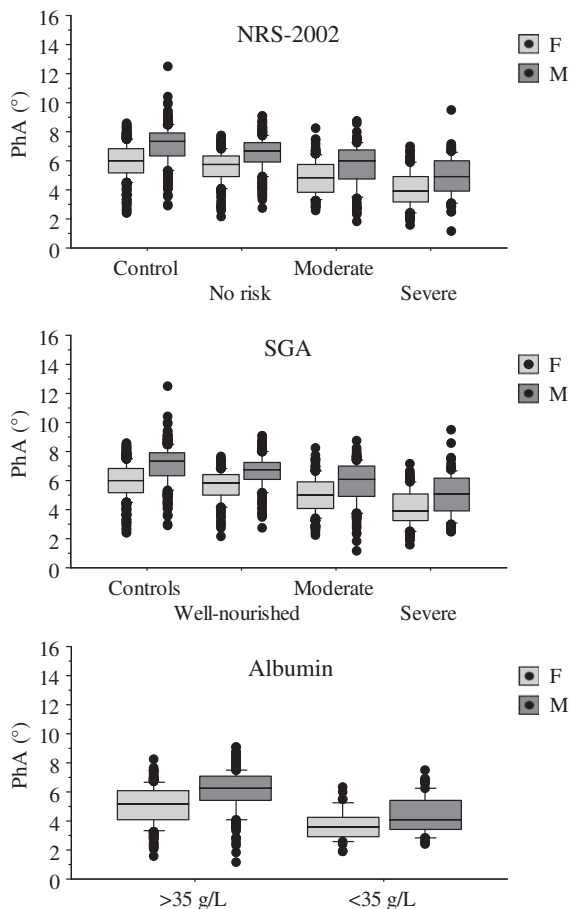 NRS-2002
16
14
12
10
8
6
4
2
0
PhA (°)
F
M
Control
Moderate
No risk
Severe
SGA
16
14
12
10
8
6
4
2
0
PhA (°)
F
M
Controls
Moderate
Well-nourished
Severe
Albumin
16
14
12
10
8
6
4
2
0
PhA (°)
F
M
>35 g/L
<35 g/L